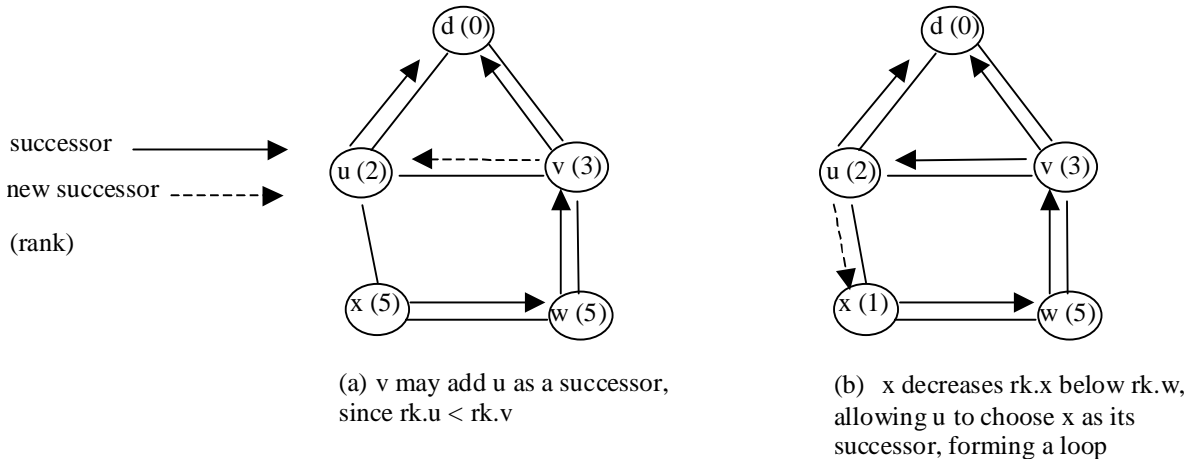 d (0)
d (0)
successor
u (2)
v (3)
u (2)
v (3)
new successor
(rank)
x (5)
w (5)
x (1)
w (5)
(a) v may add u as a successor,
since rk.u < rk.v
(b) x decreases rk.x below rk.w,
allowing u to choose x as its
successor, forming a loop